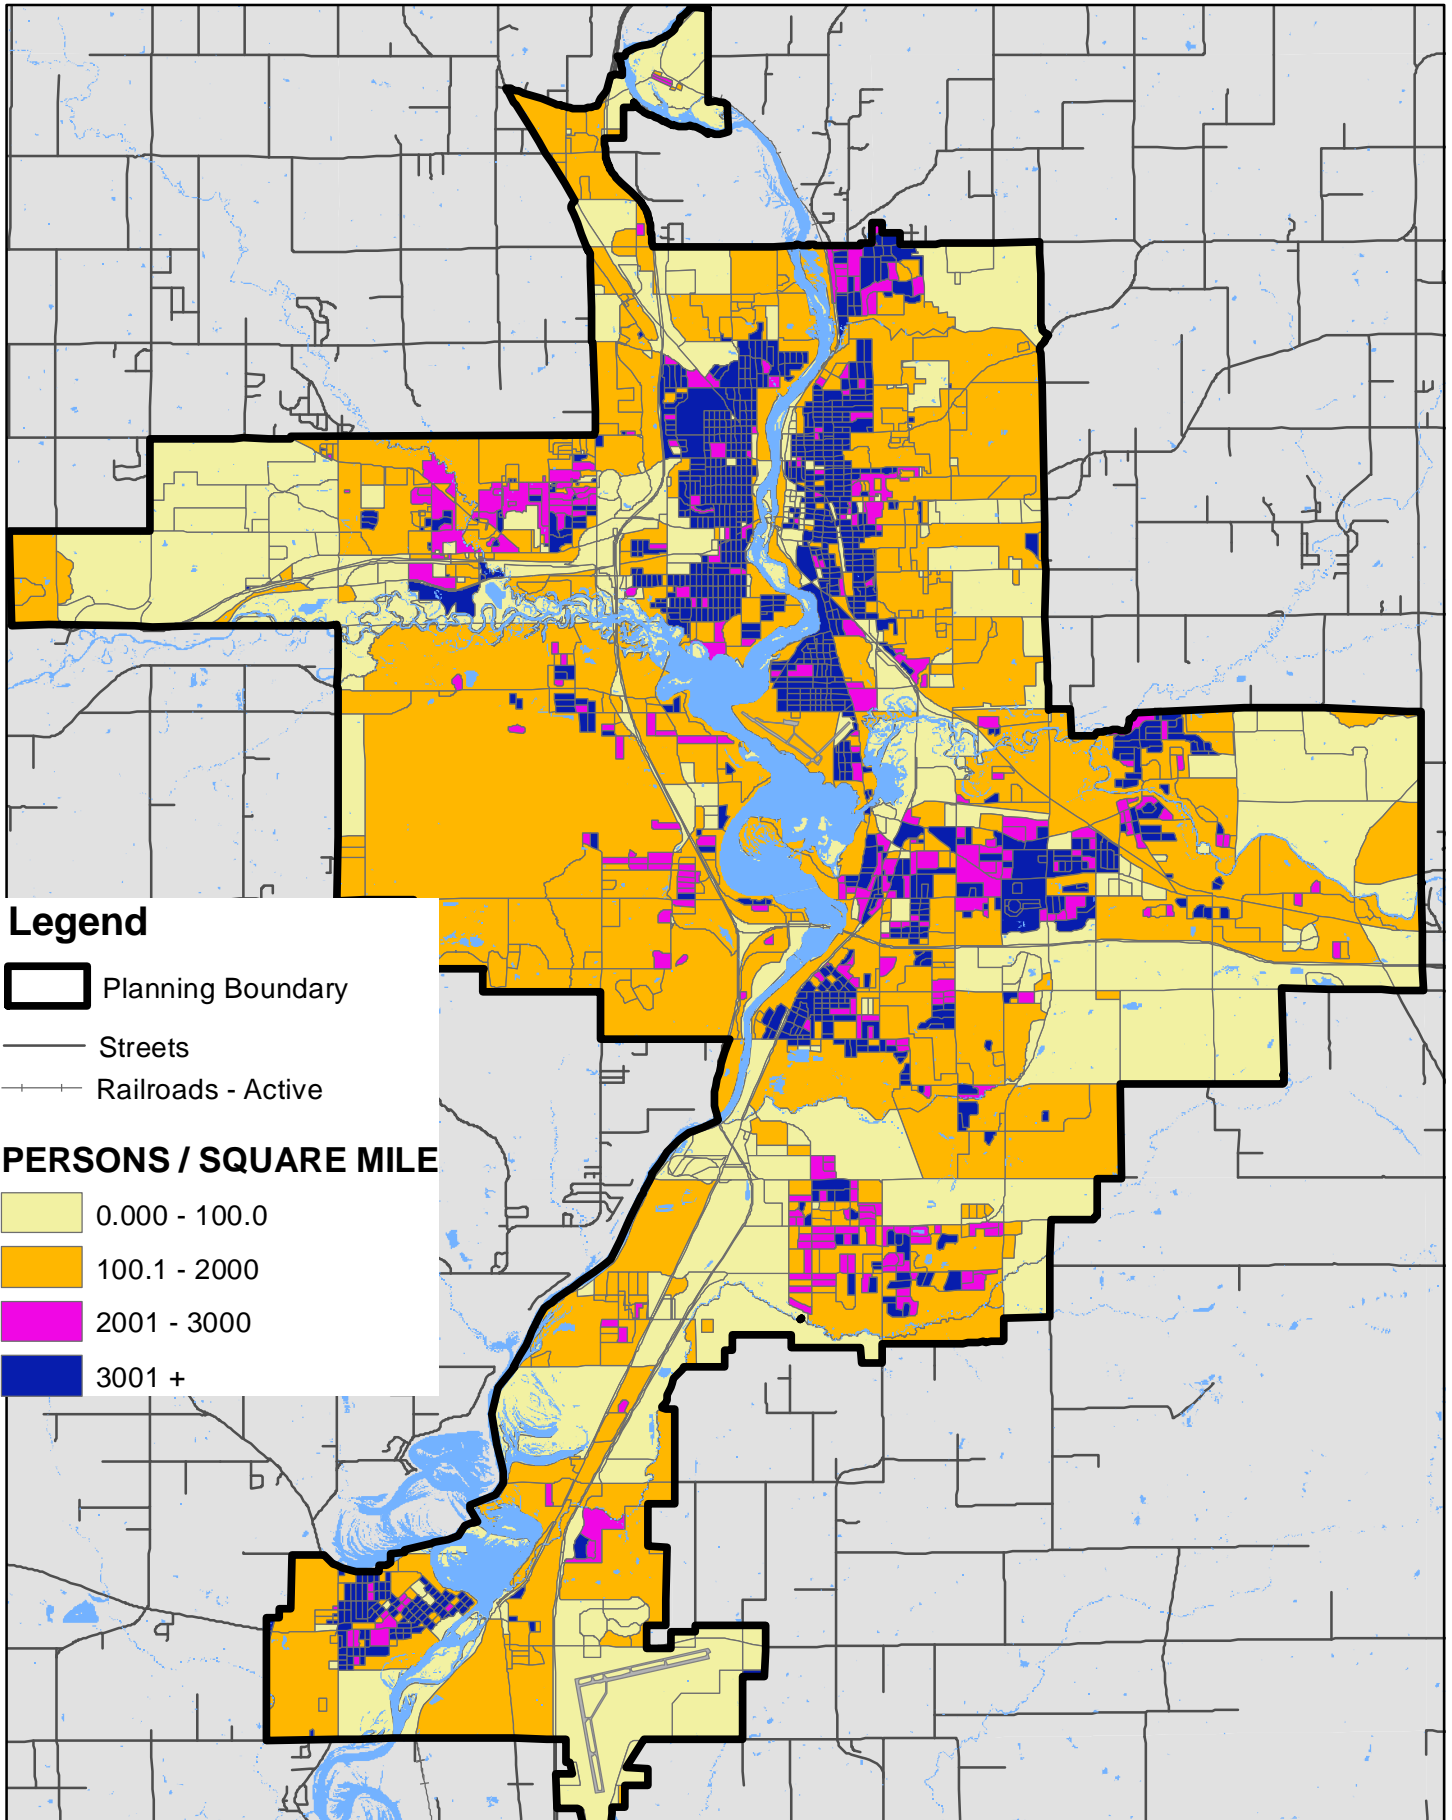 Legend
Planning Boundary
Streets
Railroads - Active
PERSONS / SQUARE MILE
0.000 - 100.0
100.1 - 2000
2001 - 3000
3001 +